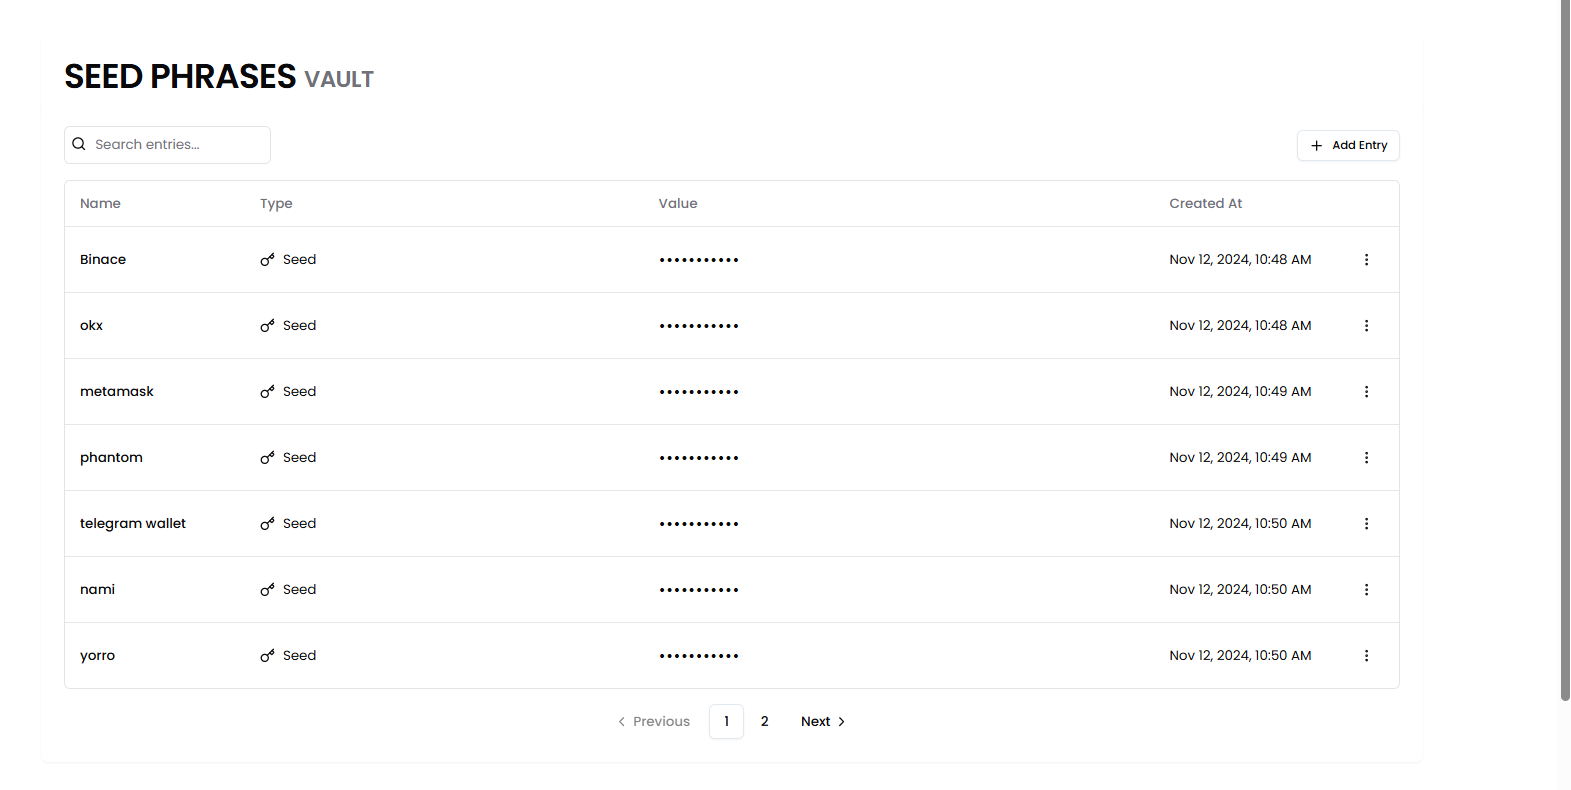 SEED PHRASES VAULT
Search entries...
+ Add Entry
Name Type Value Created At
Binace Seed ••••••••••• Nov 12, 2024, 10:48 AM
okx Seed ••••••••••• Nov 12, 2024, 10:48 AM
metamask Seed ••••••••••• Nov 12, 2024, 10:49 AM
phantom Seed ••••••••••• Nov 12, 2024, 10:49 AM
telegram wallet Seed ••••••••••• Nov 12, 2024, 10:50 AM
nami Seed ••••••••••• Nov 12, 2024, 10:50 AM
yorro Seed ••••••••••• Nov 12, 2024, 10:50 AM
< Previous 1 2 Next >